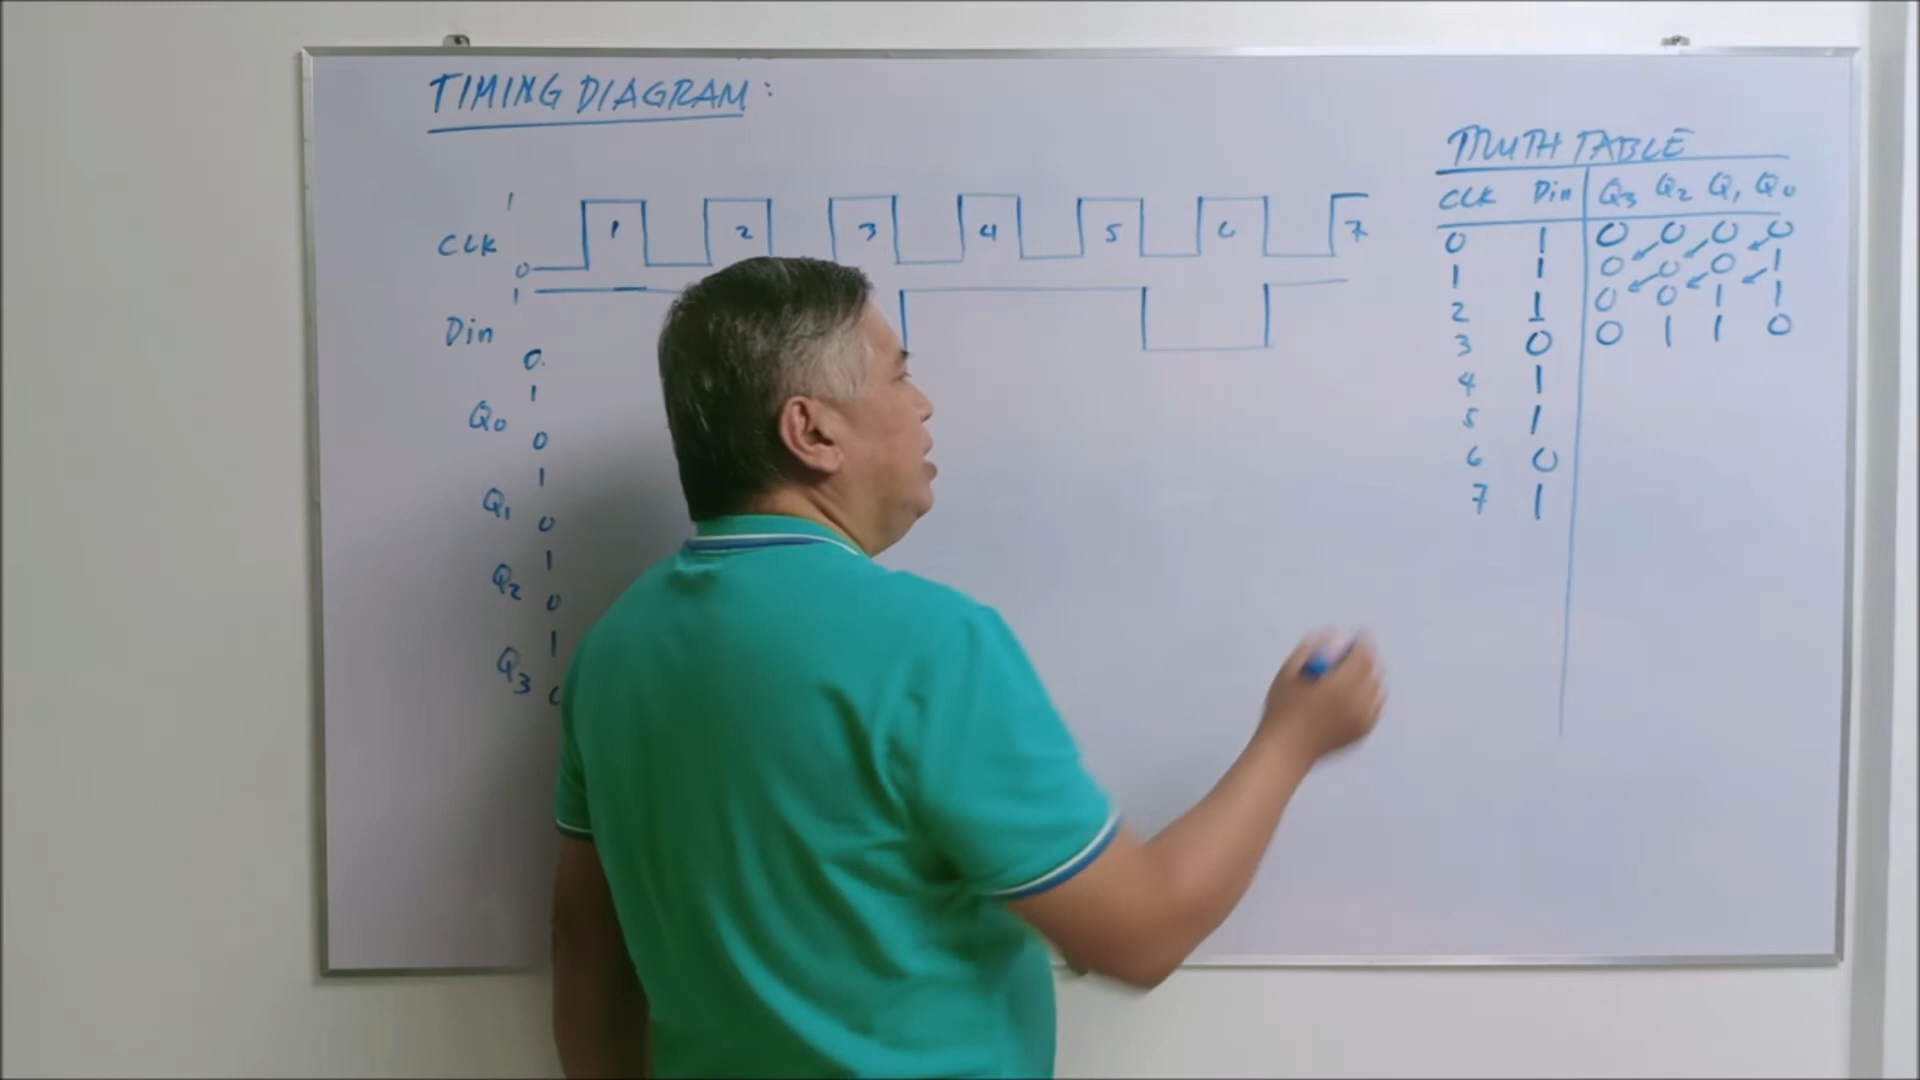 TIMING DIAGRAM:
1
CLK
0
1 2 3 4 5 6 7
1
Din
0
1
Q0
0
1
Q1
0
1
Q2
0
1
Q3
TRUTH TABLE
CLK Din Q3 Q2 Q1 Q0
0 1 0 0 0 0
1 1 0 0 0 1
2 1 0 0 1 1
3 0 0 1 1 0
4 1
5 1
6 0
7 1